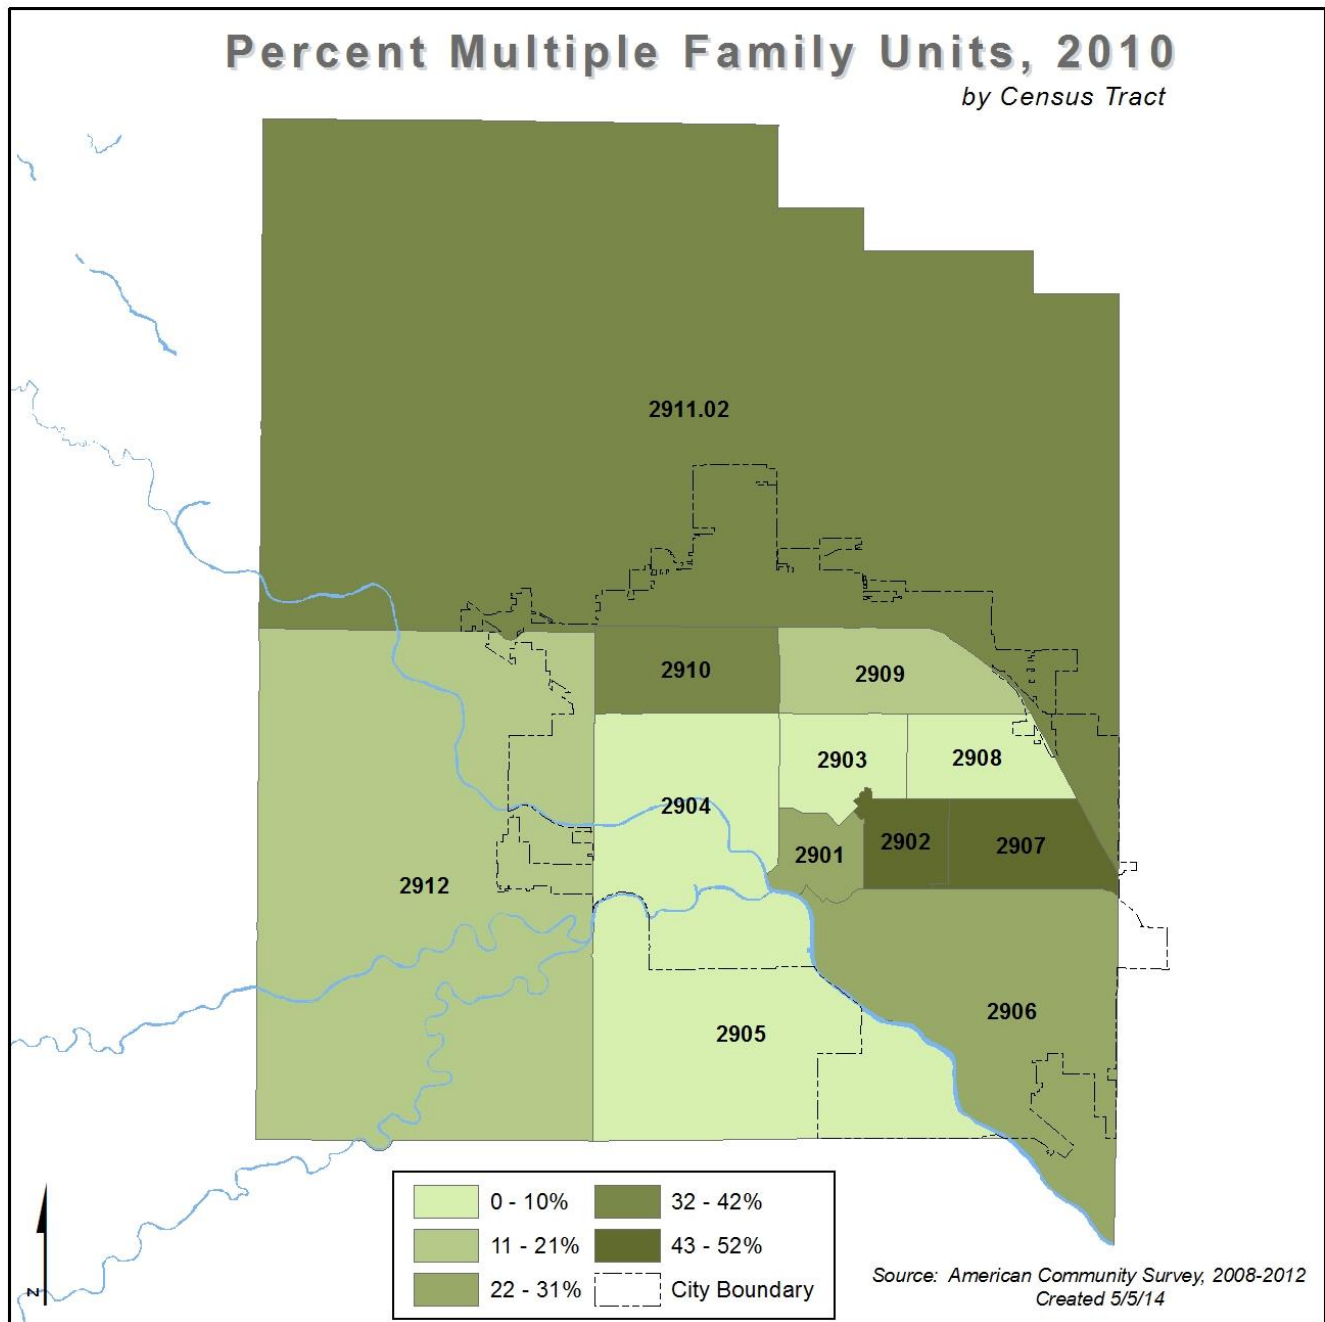 Percent Multiple Family Units, 2010
by Census Tract
2911.02
2910
2909
2903
2908
2904
2901
2902
2907
2912
2906
2905
0 - 10%
32 - 42%
11 - 21%
43 - 52%
22 - 31%
City Boundary
Source: American Community Survey, 2008-2012
Created 5/5/14
N